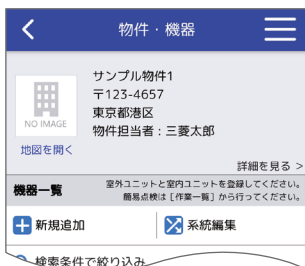 物件・機器
サンプル物件1
〒123-4657
東京都港区
物件担当者：三菱太郎
NO IMAGE
地図を開く
詳細を見る >
機器一覧
室外ユニットと室内ユニットを登録してください。
簡易点検は［作業一覧］から行ってください。
新規追加
系統編集
検索条件で絞り込み